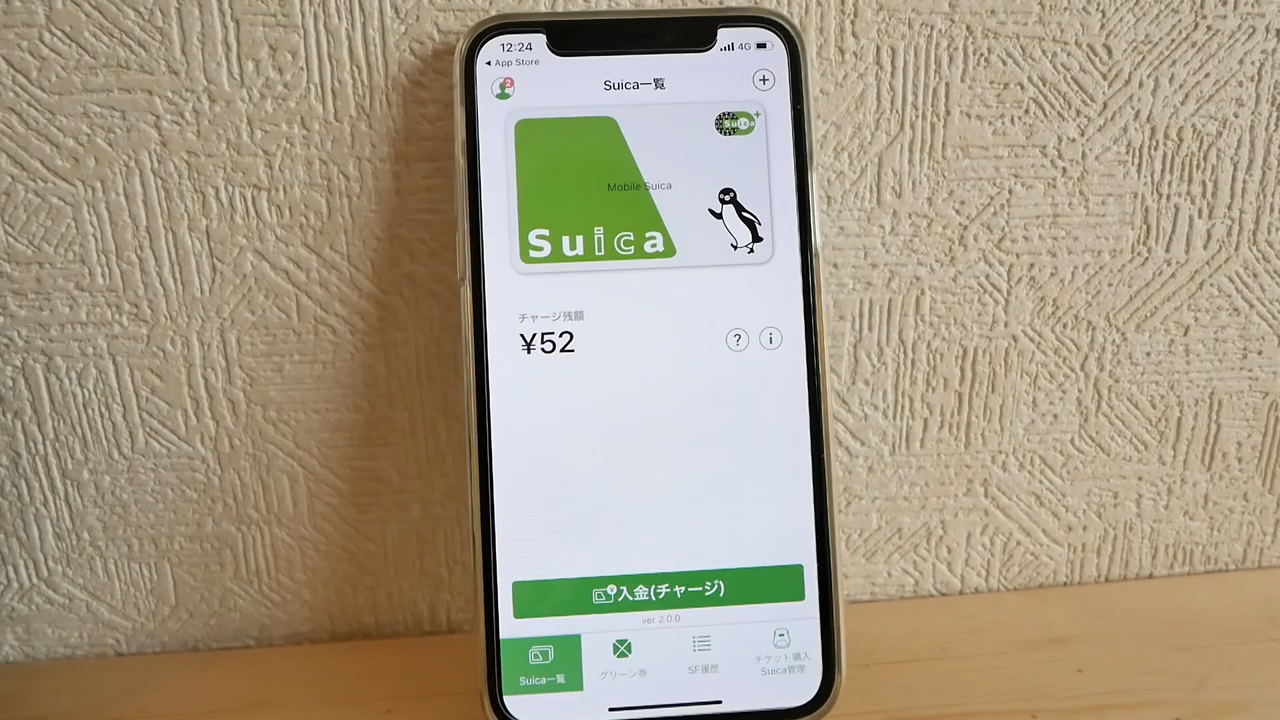 12:24
4G
◀ App Store
2
Suica一覧
+
Suica
Mobile Suica
Suica
チャージ残額
¥52
?
i
入金(チャージ)
ver 2.0.0
Suica一覧
グリーン券
SF履歴
チケット購入
Suica管理